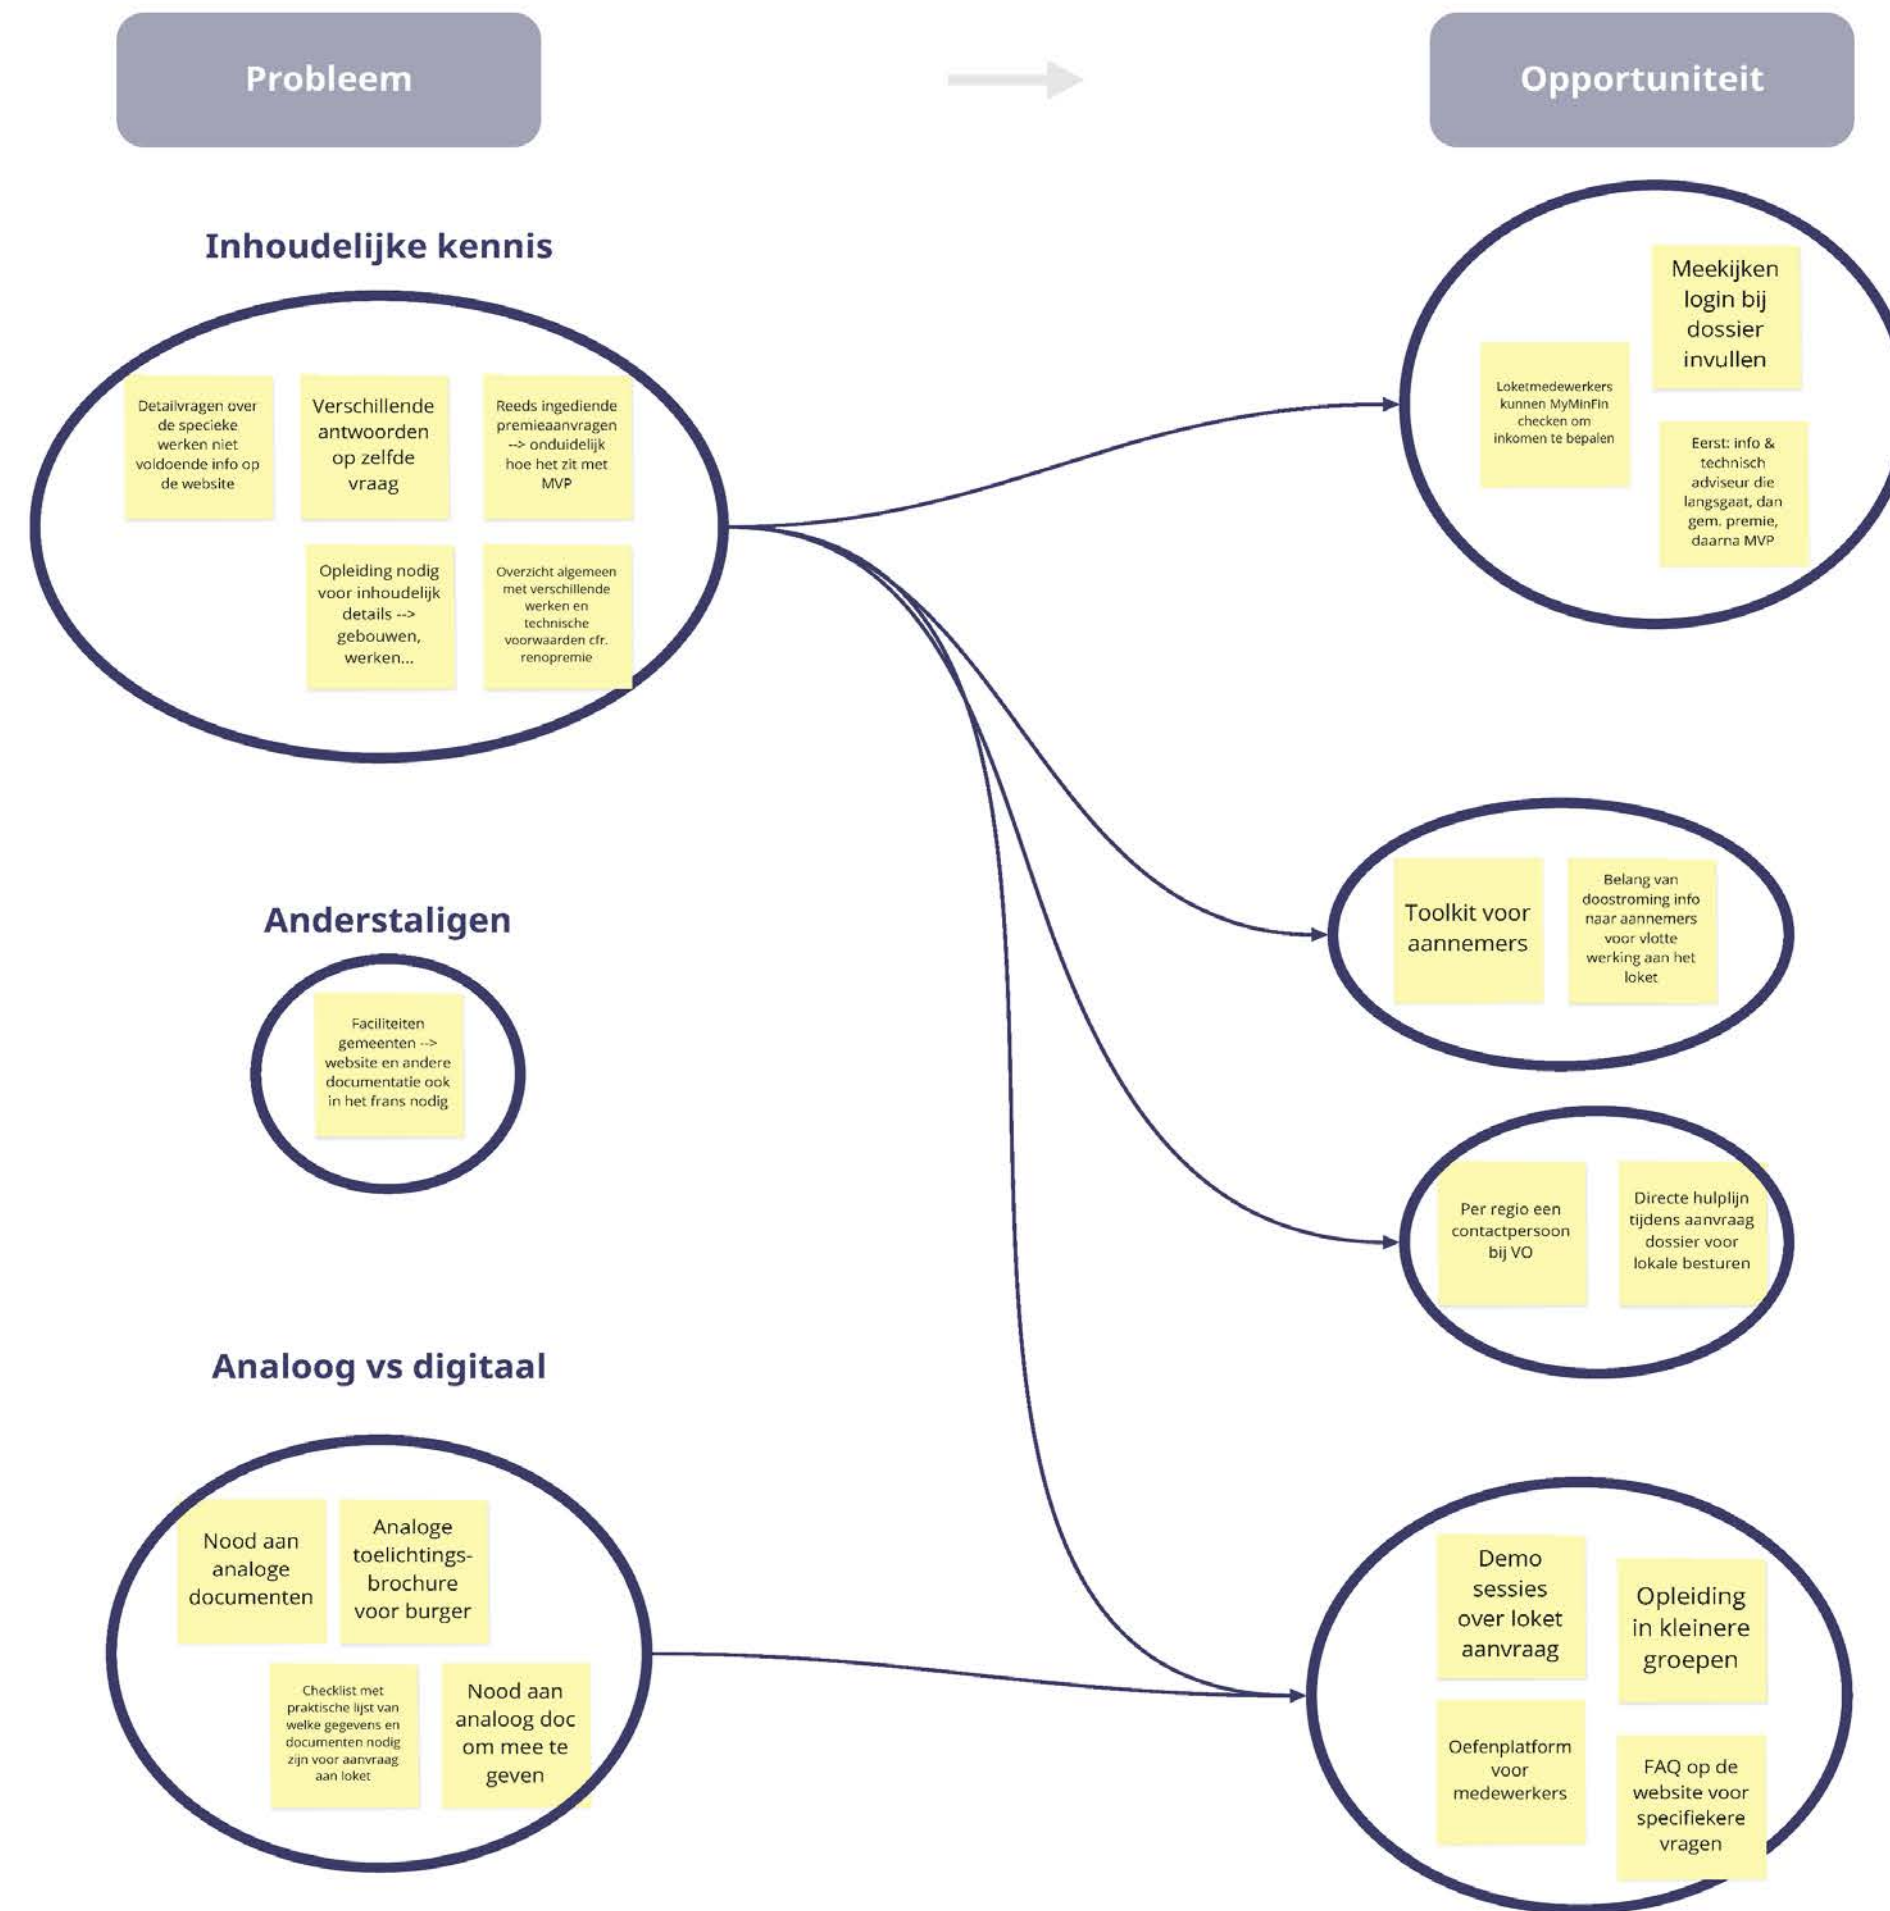 Probleem
Opportuniteit
Inhoudelijke kennis
Detailvragen over
de specieke
werken niet
voldoende info op
de website
Verschillende
antwoorden
op zelfde
vraag
Reeds ingediende
premieaanvragen
--> onduidelijk
hoe het zit met
MVP
Opleiding nodig
voor inhoudelijk
details -->
gebouwen,
werken...
Overzicht algemeen
met verschillende
werken en
technische
voorwaarden cfr.
renopremie
Meekijken
login bij
dossier
invullen
Loketmedewerkers
kunnen MyMinFin
checken om
inkomen te bepalen
Eerst: info &
technisch
adviseur die
langsgaat, dan
gem. premie,
daarna MVP
Anderstaligen
Faciliteiten
gemeenten -->
website en andere
documentatie ook
in het frans nodig
Toolkit voor
aannemers
Belang van
doostroming info
naar aannemers
voor vlotte
werking aan het
loket
Per regio een
contactpersoon
bij VO
Directe hulplijn
tijdens aanvraag
dossier voor
lokale besturen
Analoog vs digitaal
Nood aan
analoge
documenten
Analoge
toelichtings-
brochure
voor burger
Checklist met
praktische lijst van
welke gegevens en
documenten nodig
zijn voor aanvraag
aan loket
Nood aan
analoog doc
om mee te
geven
Demo
sessies
over loket
aanvraag
Opleiding
in kleinere
groepen
Oefenplatform
voor
medewerkers
FAQ op de
website voor
specifiekere
vragen